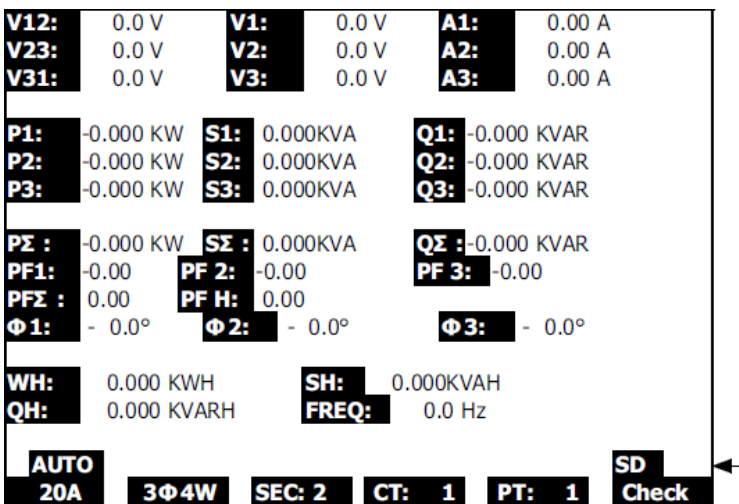 V12: 0.0 V V1: 0.0 V A1: 0.00 A
V23: 0.0 V V2: 0.0 V A2: 0.00 A
V31: 0.0 V V3: 0.0 V A3: 0.00 A
P1: -0.000 KW S1: 0.000KVA Q1: -0.000 KVAR
P2: -0.000 KW S2: 0.000KVA Q2: -0.000 KVAR
P3: -0.000 KW S3: 0.000KVA Q3: -0.000 KVAR
PΣ : -0.000 KW SΣ : 0.000KVA QΣ : -0.000 KVAR
PF1: -0.00 PF 2: -0.00 PF 3: -0.00
PFΣ : 0.00 PF H: 0.00
Φ1: - 0.0° Φ2: - 0.0° Φ3: - 0.0°
WH: 0.000 KWH SH: 0.000KVAH
QH: 0.000 KVARH FREQ: 0.0 Hz
AUTO SD
20A 3Φ4W SEC: 2 CT: 1 PT: 1 Check